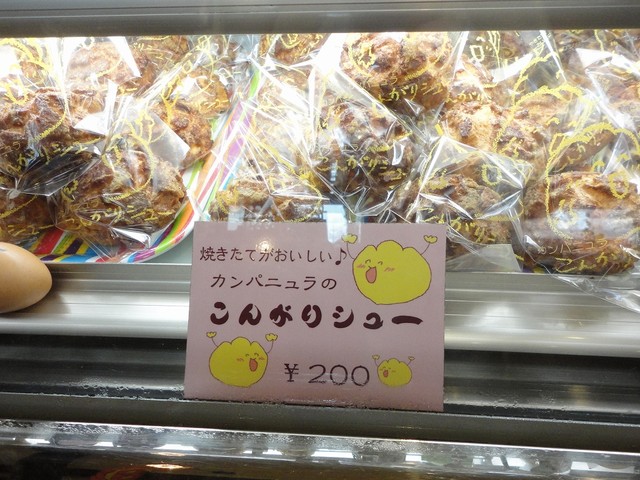 焼きたてがおいしい♪
カンパニュラの
こんがりシュー
￥200